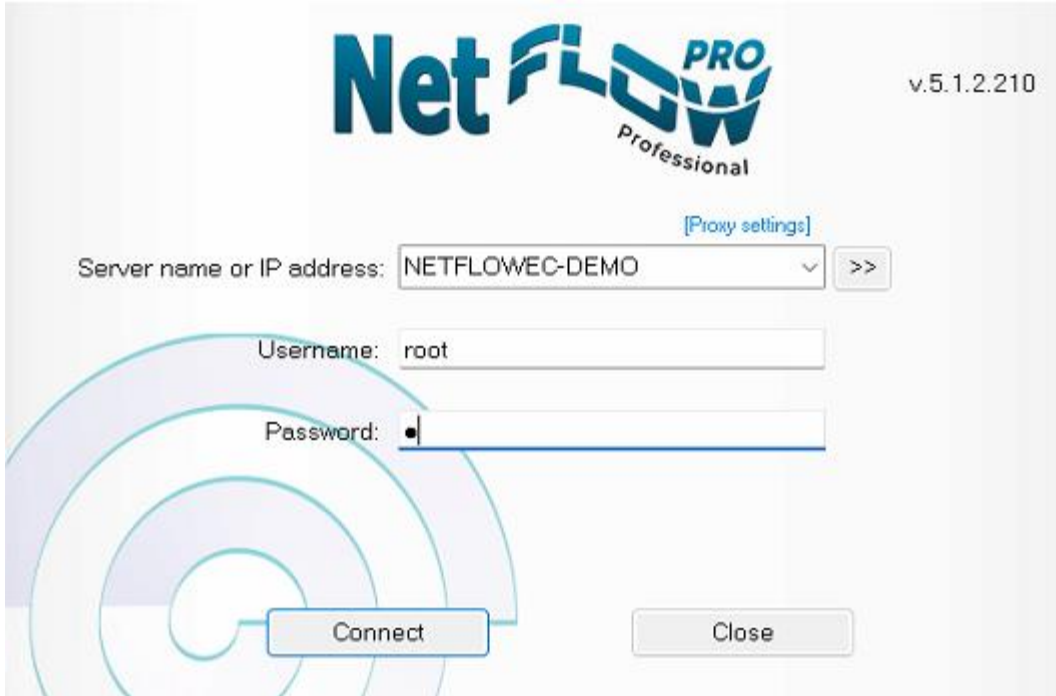 Net FLOW PRO
Professional
v.5.1.2.210
[Proxy settings]
Server name or IP address: NETFLOWEC-DEMO >>
Username: root
Password: ●
Connect Close